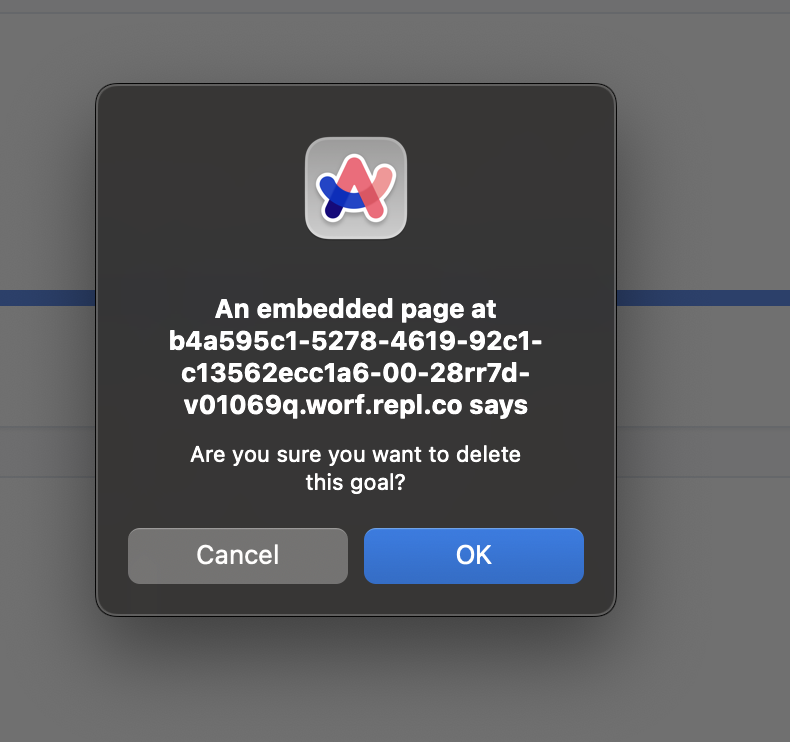 An embedded page at
b4a595c1-5278-4619-92c1-
c13562ecc1a6-00-28rr7d-
v01069q.worf.repl.co says
Are you sure you want to delete
this goal?
Cancel
OK